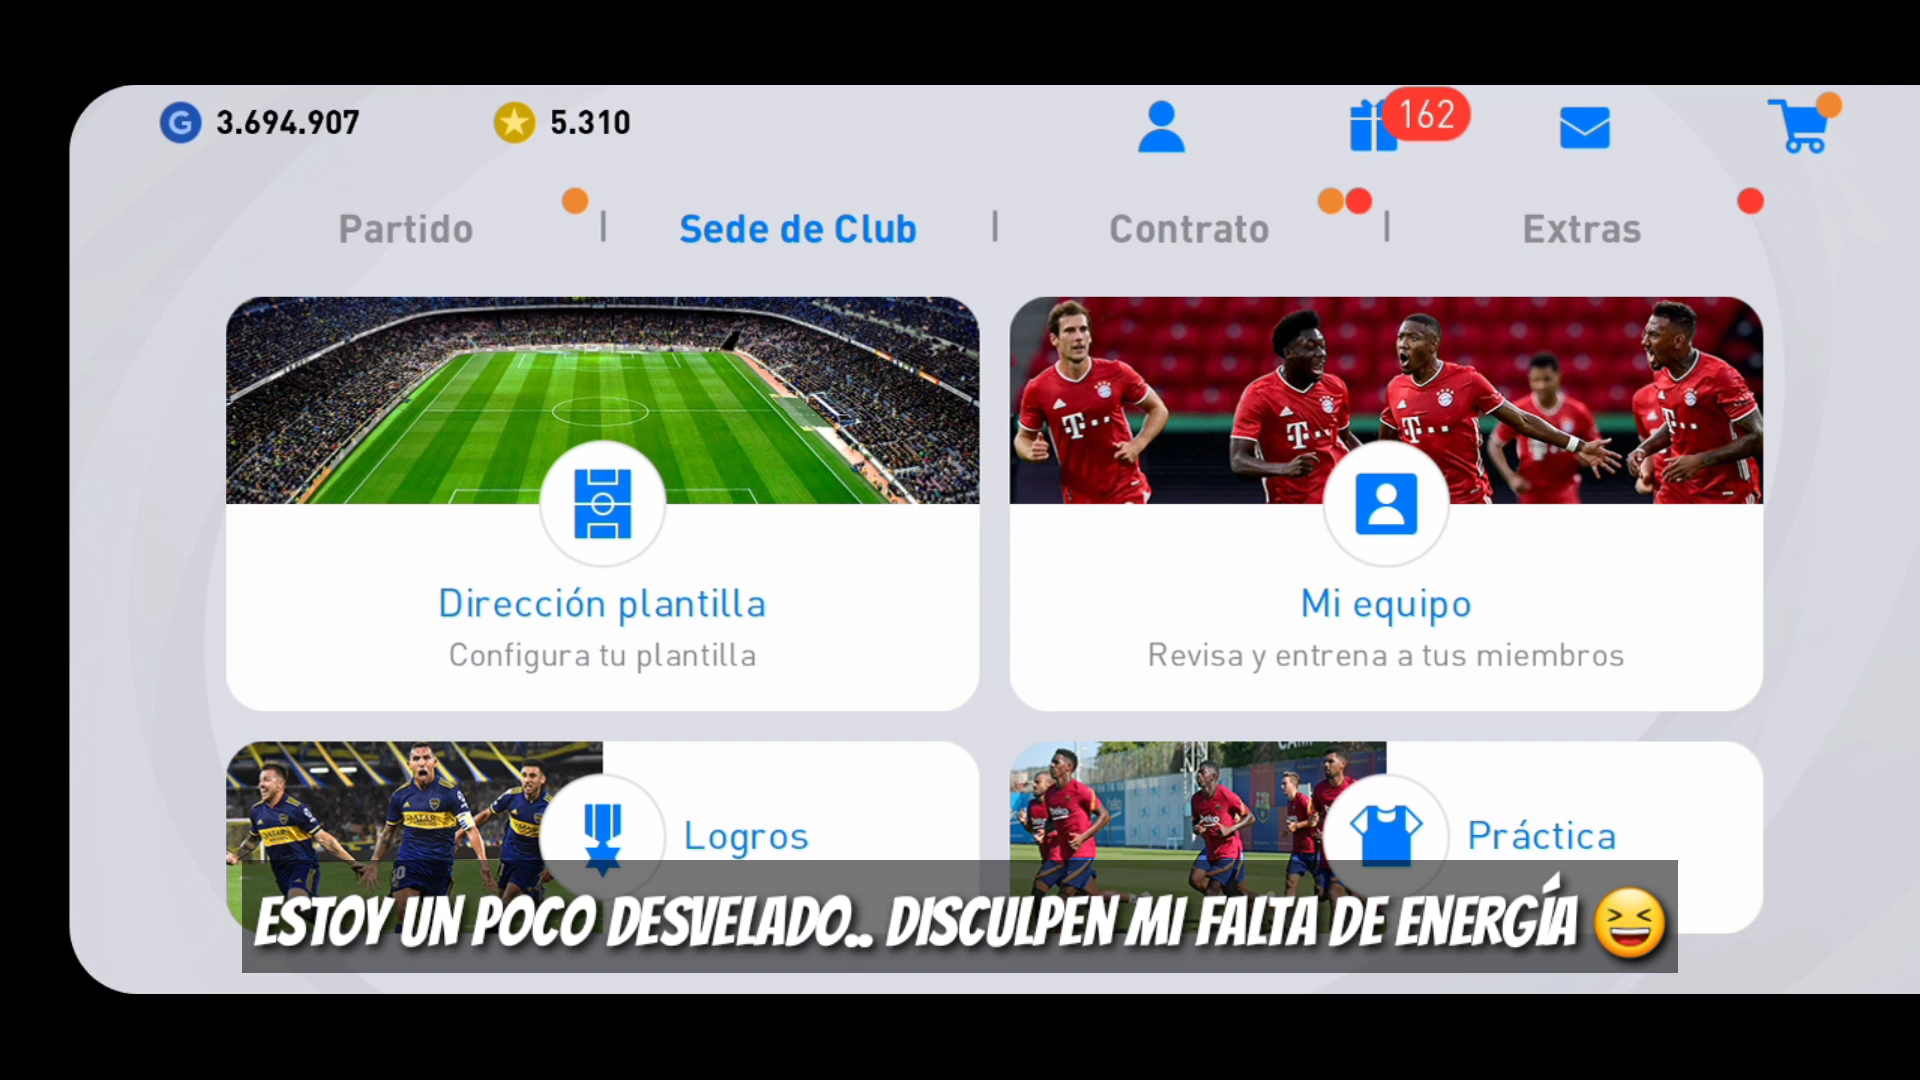 G 3.694.907
5.310
162
Partido | Sede de Club | Contrato | Extras
Dirección plantilla
Configura tu plantilla
Mi equipo
Revisa y entrena a tus miembros
Logros
Práctica
ESTOY UN POCO DESVELADO.. DISCULPEN MI FALTA DE ENERGÍA 😆